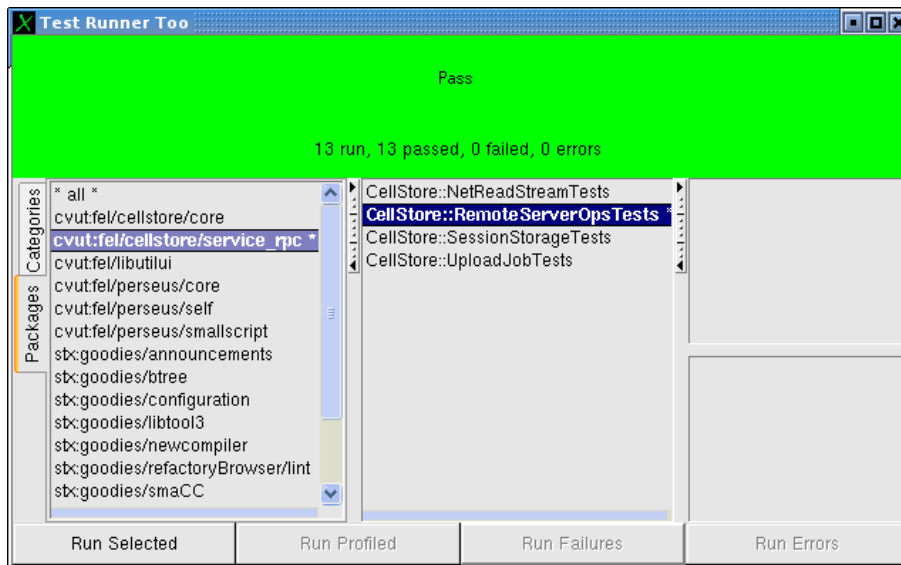 Test Runner Too
Pass
13 run, 13 passed, 0 failed, 0 errors
Categories
Packages
* all *
cvut:fel/cellstore/core
cvut:fel/cellstore/service_rpc *
cvut:fel/libutilui
cvut:fel/perseus/core
cvut:fel/perseus/self
cvut:fel/perseus/smallscript
stx:goodies/announcements
stx:goodies/btree
stx:goodies/configuration
stx:goodies/libtool3
stx:goodies/newcompiler
stx:goodies/refactoryBrowser/lint
stx:goodies/smaCC
CellStore::NetReadStreamTests
CellStore::RemoteServerOpsTests *
CellStore::SessionStorageTests
CellStore::UploadJobTests
Run Selected
Run Profiled
Run Failures
Run Errors